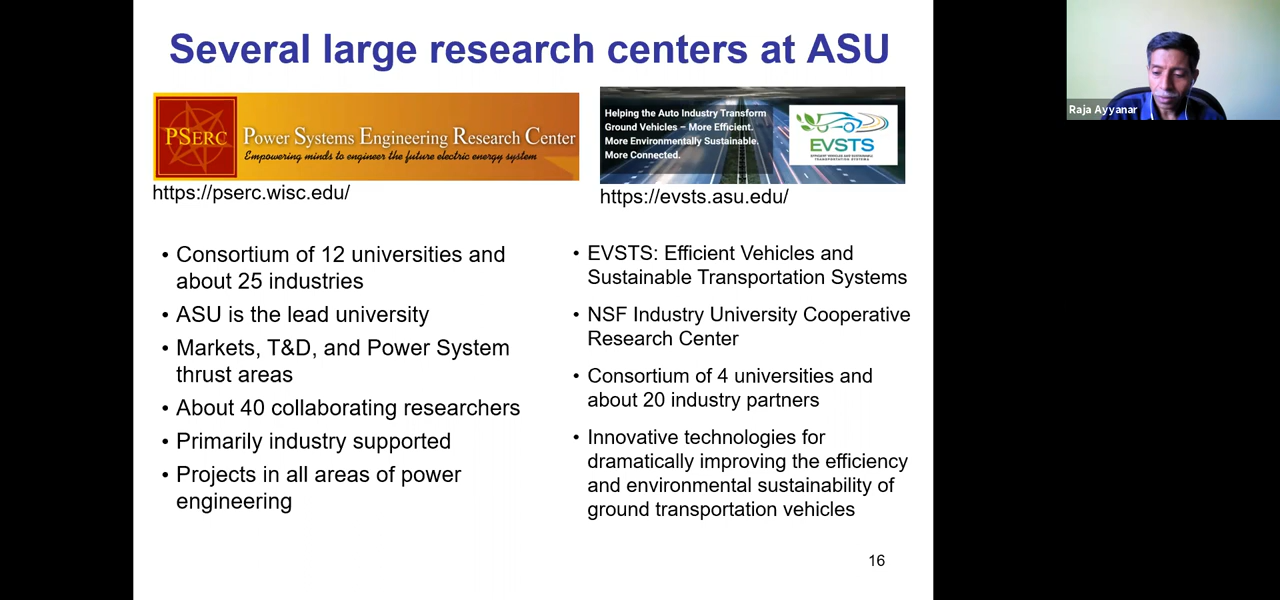 Several large research centers at ASU
PSERC
Power Systems Engineering Research Center
Empowering minds to engineer the future electric energy system
https://pserc.wisc.edu/
• Consortium of 12 universities and
about 25 industries
• ASU is the lead university
• Markets, T&D, and Power System
thrust areas
• About 40 collaborating researchers
• Primarily industry supported
• Projects in all areas of power
engineering
Helping the Auto Industry Transform
Ground Vehicles – More Efficient.
More Environmentally Sustainable.
More Connected.
EVSTS
EFFICIENT VEHICLES AND SUSTAINABLE
TRANSPORTATION SYSTEMS
https://evsts.asu.edu/
• EVSTS: Efficient Vehicles and
Sustainable Transportation Systems
• NSF Industry University Cooperative
Research Center
• Consortium of 4 universities and
about 20 industry partners
• Innovative technologies for
dramatically improving the efficiency
and environmental sustainability of
ground transportation vehicles
16
Raja Ayyanar